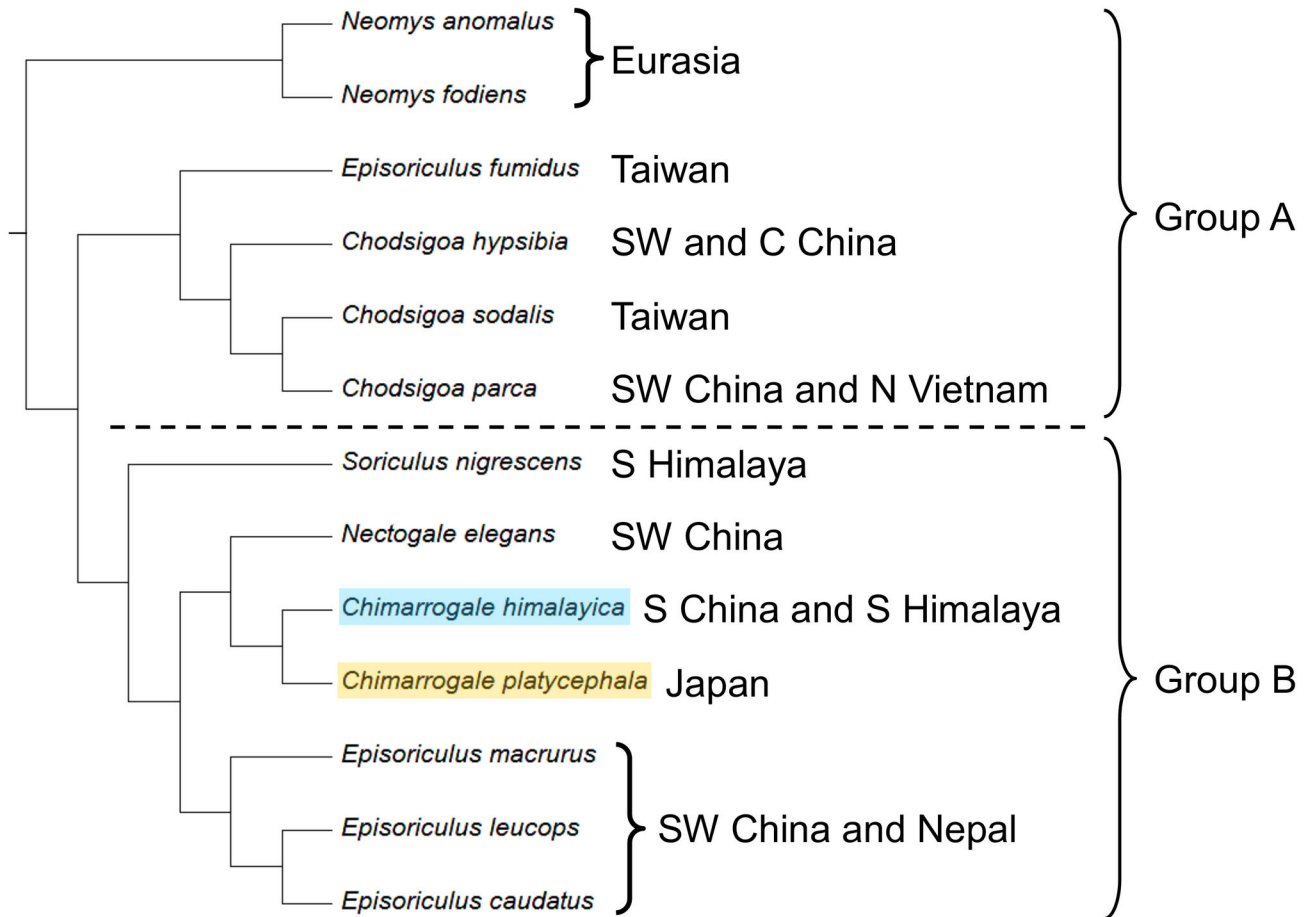 Neomys anomalus
Eurasia
Neomys fodiens
Episoriculus fumidus Taiwan
Chodsigoa hypsibia SW and C China
Group A
Chodsigoa sodalis Taiwan
Chodsigoa parca SW China and N Vietnam
Soriculus nigrescens S Himalaya
Nectogale elegans SW China
Chimarrogale himalayica S China and S Himalaya
Chimarrogale platycephala Japan
Group B
Episoriculus macrurus
Episoriculus leucops SW China and Nepal
Episoriculus caudatus